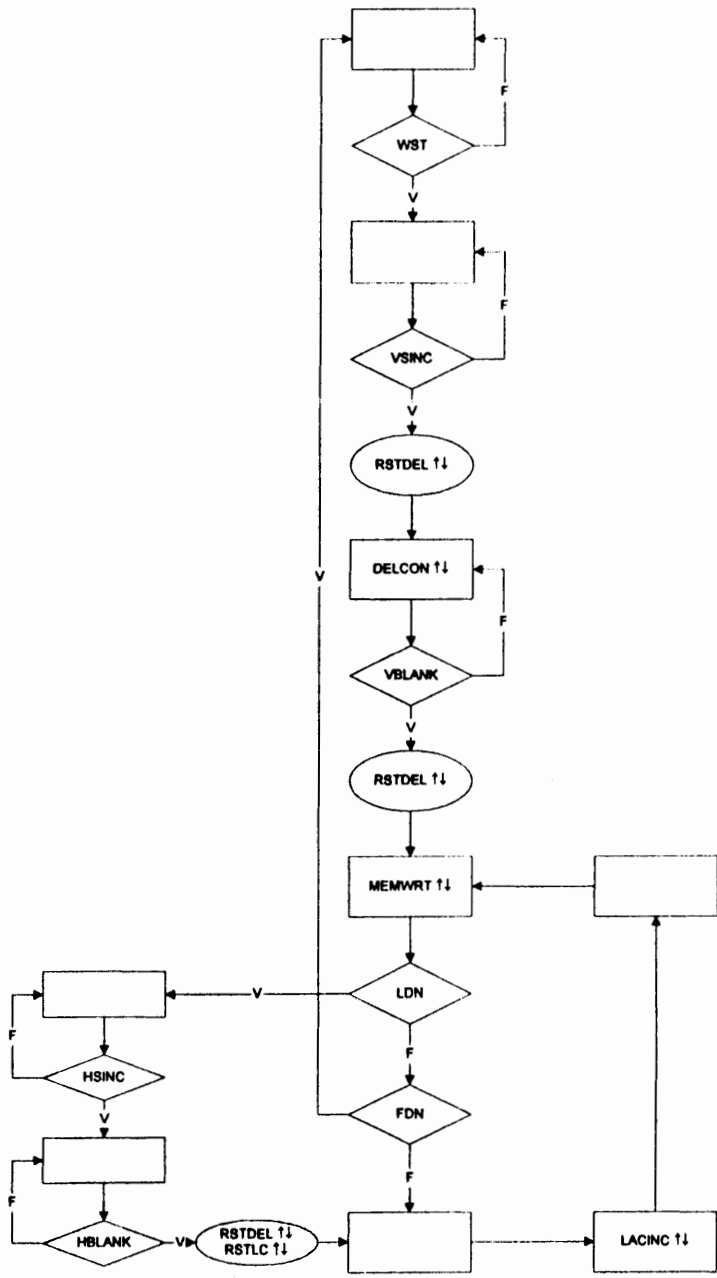 F
WST
V
F
VSINC
V
RSTDEL ↑↓
V
DELCON ↑↓
F
VBLANK
V
RSTDEL ↑↓
MEMWRT ↑↓
V
LDN
F
F
HSINC
V
FDN
F
F
HBLANK
V
RSTDEL ↑↓
RSTLC ↑↓
LACINC ↑↓